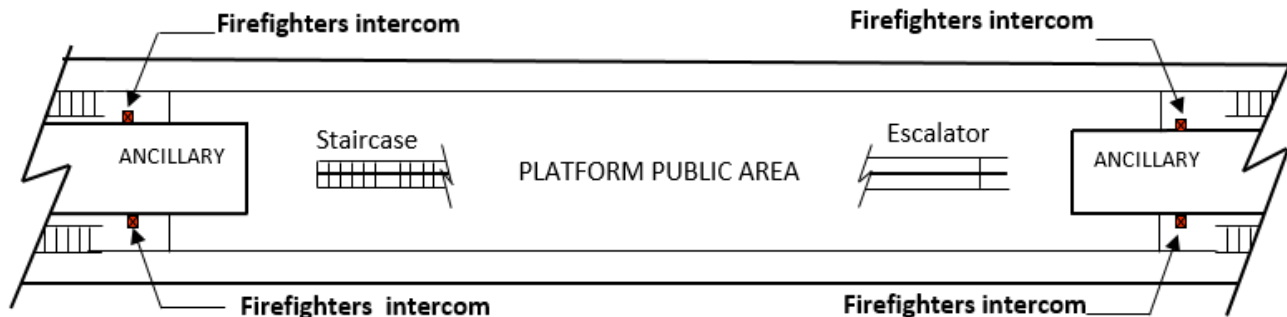 Firefighters intercom
Firefighters intercom
Staircase
Escalator
ANCILLARY
PLATFORM PUBLIC AREA
ANCILLARY
Firefighters intercom
Firefighters intercom